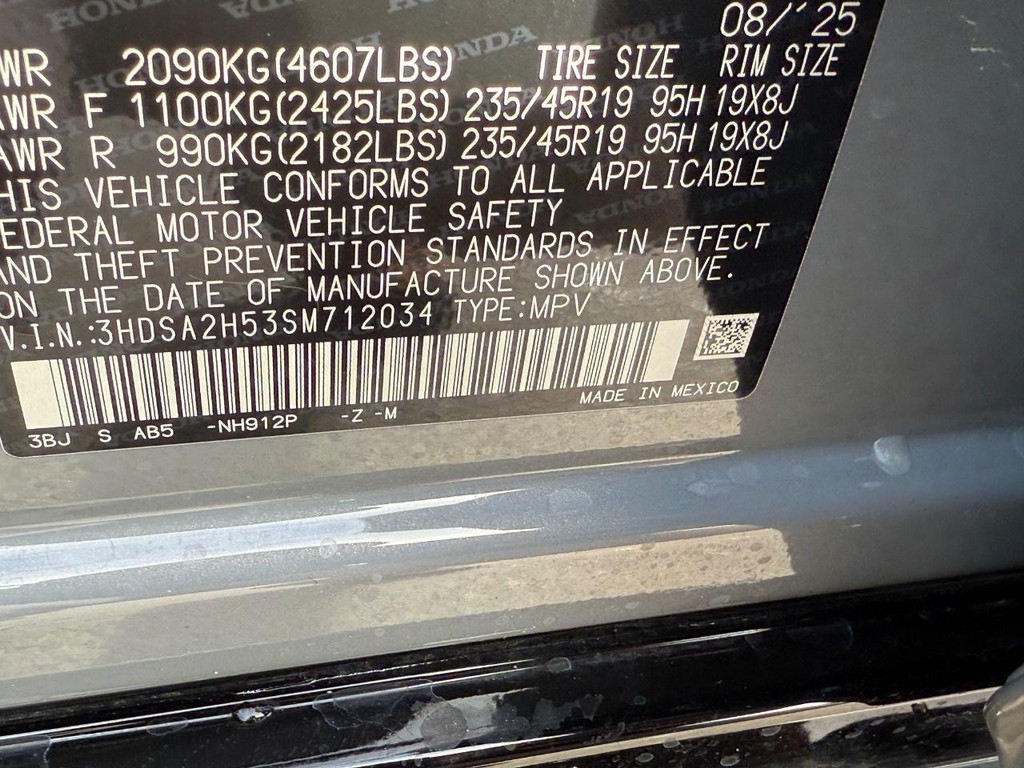 08/'25
WR 2090KG(4607LBS) TIRE SIZE RIM SIZE
WR F 1100KG(2425LBS) 235/45R19 95H 19X8J
AWR R 990KG(2182LBS) 235/45R19 95H 19X8J
HIS VEHICLE CONFORMS TO ALL APPLICABLE
EDERAL MOTOR VEHICLE SAFETY
AND THEFT PREVENTION STANDARDS IN EFFECT
ON THE DATE OF MANUFACTURE SHOWN ABOVE.
V.I.N.:3HDSA2H53SM712034 TYPE:MPV
MADE IN MEXICO
3BJ S AB5 -NH912P -Z -M